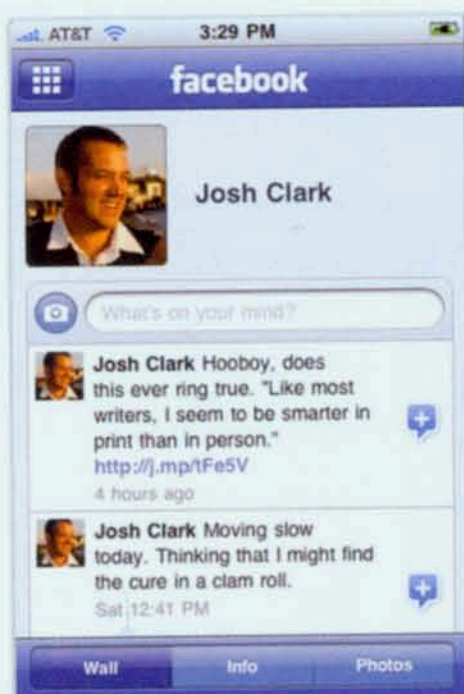 AT&T 3:29 PM
facebook
Josh Clark
What's on your mind?
Josh Clark Hooboy, does
this ever ring true. "Like most
writers, I seem to be smarter in
print than in person."
http://j.mp/tFe5V
4 hours ago
Josh Clark Moving slow
today. Thinking that I might find
the cure in a clam roll.
Sat 12:41 PM
Wall Info Photos